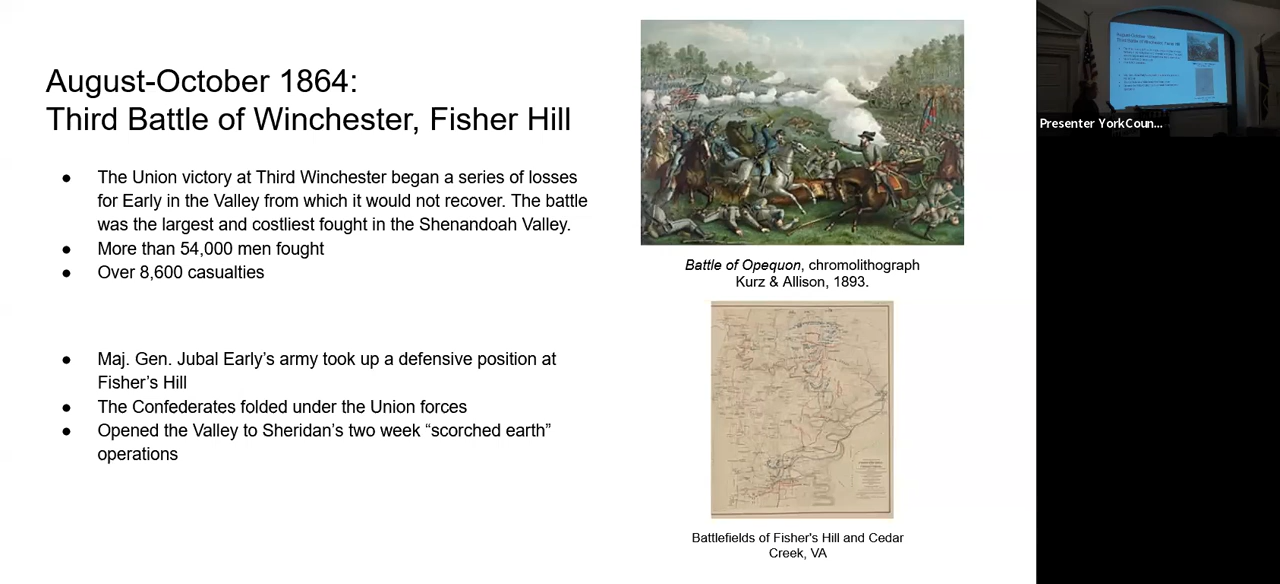 August-October 1864:
Third Battle of Winchester, Fisher Hill
● The Union victory at Third Winchester began a series of losses
for Early in the Valley from which it would not recover. The battle
was the largest and costliest fought in the Shenandoah Valley.
● More than 54,000 men fought
● Over 8,600 casualties
● Maj. Gen. Jubal Early’s army took up a defensive position at
Fisher’s Hill
● The Confederates folded under the Union forces
● Opened the Valley to Sheridan’s two week “scorched earth”
operations
Battle of Opequon, chromolithograph
Kurz & Allison, 1893.
Battlefields of Fisher's Hill and Cedar
Creek, VA
Presenter YorkCoun...